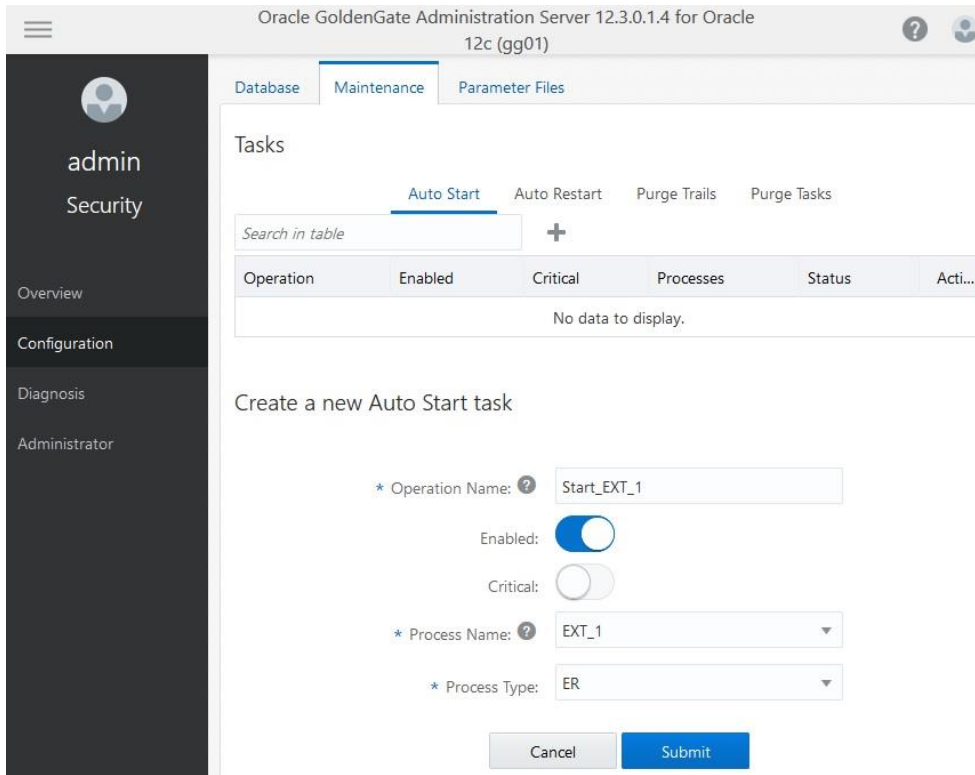 Oracle GoldenGate Administration Server 12.3.0.1.4 for Oracle
12c (gg01)
?
admin
Security
Overview
Configuration
Diagnosis
Administrator
Database Maintenance Parameter Files
Tasks
Auto Start Auto Restart Purge Trails Purge Tasks
Search in table +
Operation Enabled Critical Processes Status Acti...
No data to display.
Create a new Auto Start task
* Operation Name: ? Start_EXT_1
Enabled:
Critical:
* Process Name: ? EXT_1
* Process Type: ER
Cancel Submit